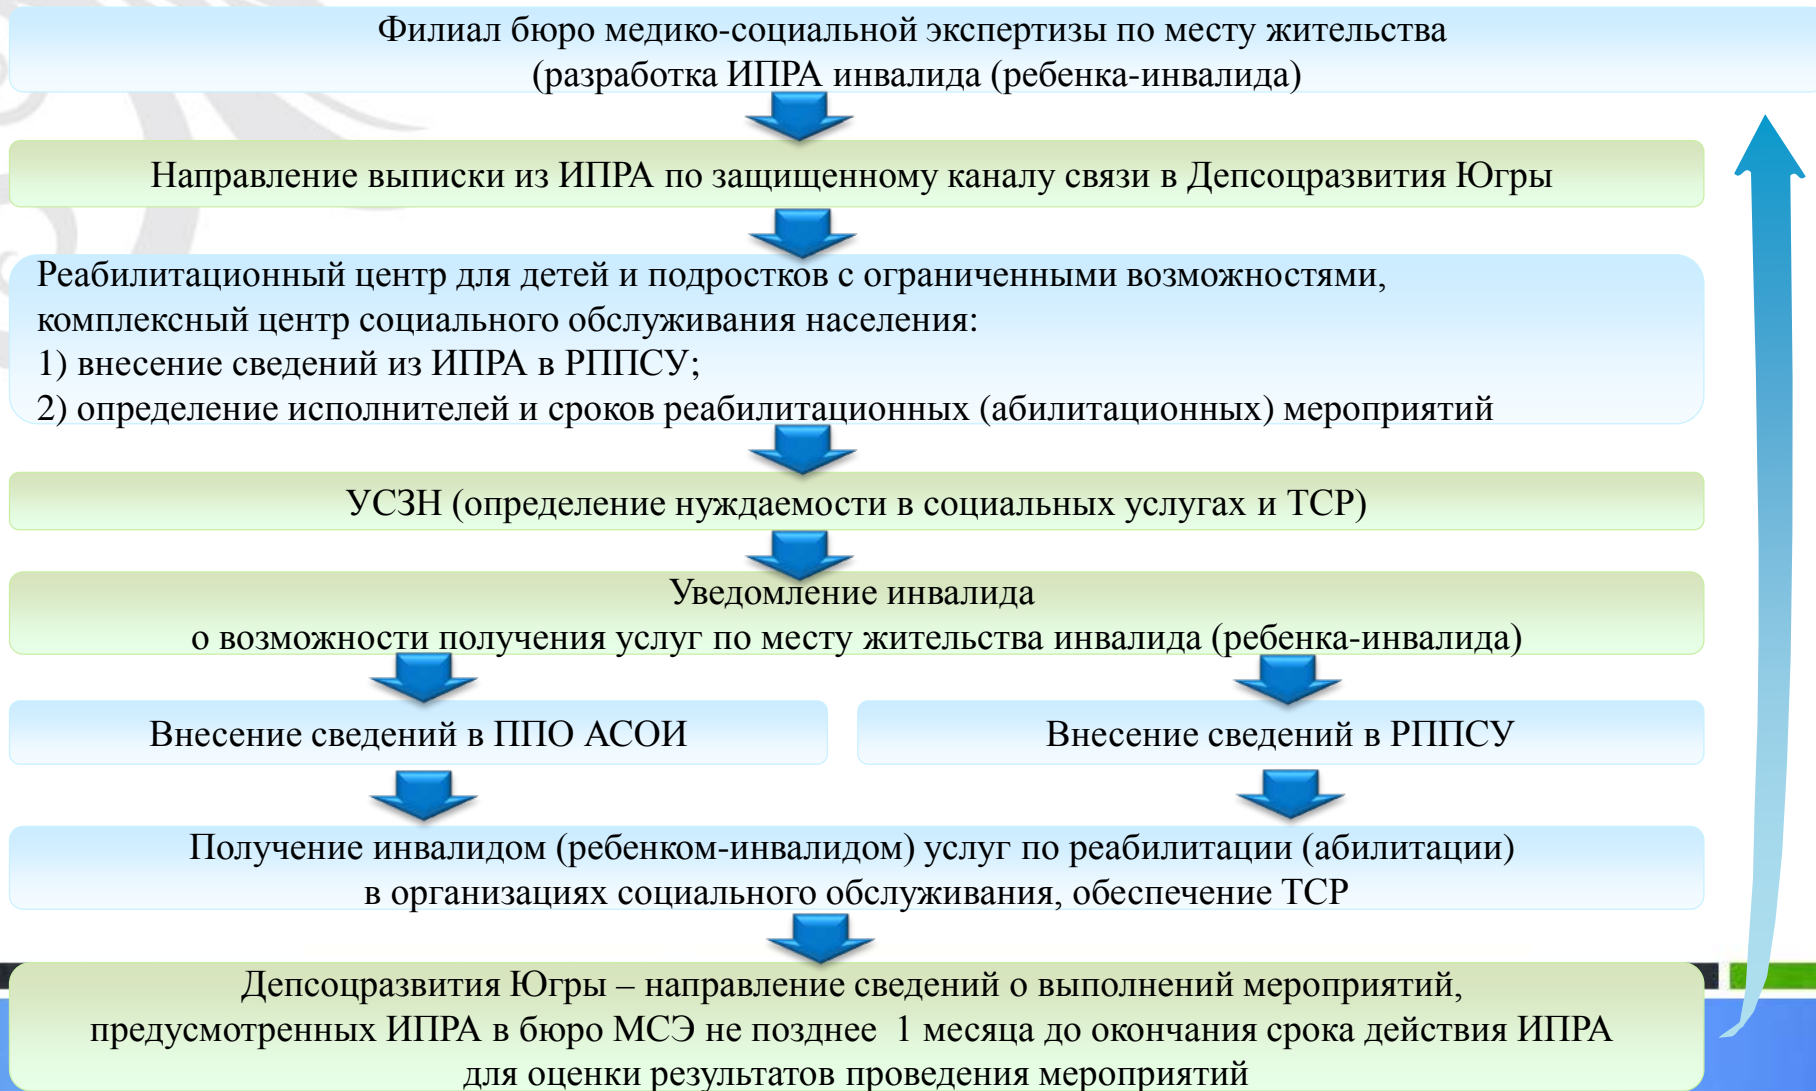 Филиал бюро медико-социальной экспертизы по месту жительства
(разработка ИПРА инвалида (ребенка-инвалида)
Направление выписки из ИПРА по защищенному каналу связи в Депсоцразвития Югры
Реабилитационный центр для детей и подростков с ограниченными возможностями,
комплексный центр социального обслуживания населения:
1) внесение сведений из ИПРА в РППСУ;
2) определение исполнителей и сроков реабилитационных (абилитационных) мероприятий
УСЗН (определение нуждаемости в социальных услугах и ТСР)
Уведомление инвалида
о возможности получения услуг по месту жительства инвалида (ребенка-инвалида)
Внесение сведений в ППО АСОИ
Внесение сведений в РППСУ
Получение инвалидом (ребенком-инвалидом) услуг по реабилитации (абилитации)
в организациях социального обслуживания, обеспечение ТСР
Депсоцразвития Югры – направление сведений о выполнений мероприятий,
предусмотренных ИПРА в бюро МСЭ не позднее 1 месяца до окончания срока действия ИПРА
для оценки результатов проведения мероприятий